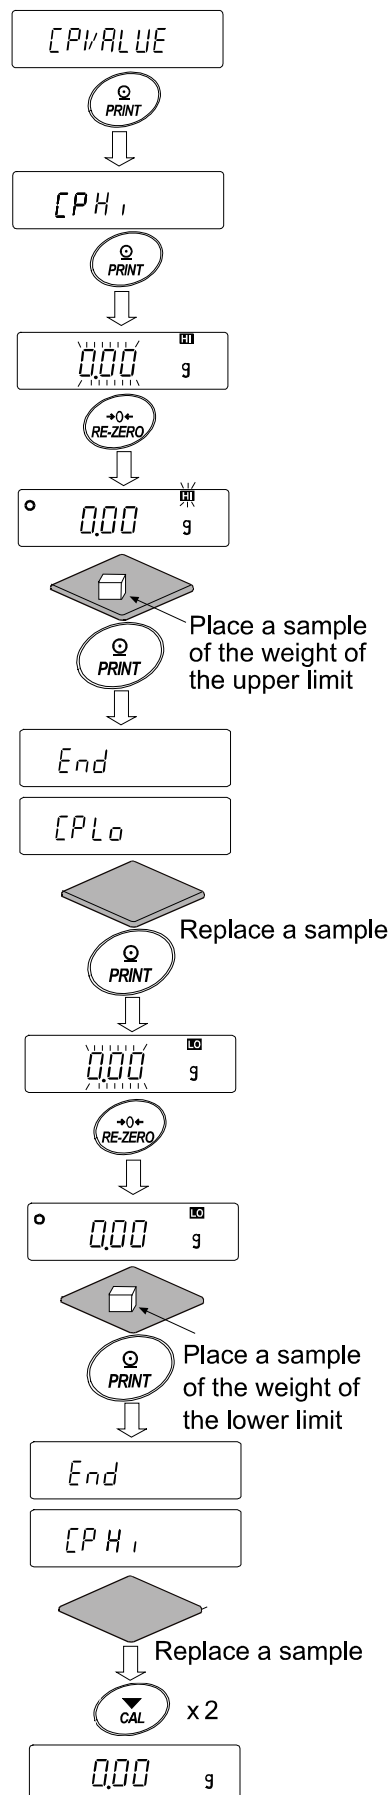 CPVALUE
PRINT
CPHi
PRINT
HI
0.00 g
→0←
RE-ZERO
HI
0.00 g
Place a sample
of the weight of
the upper limit
PRINT
End
CPLo
Replace a sample
PRINT
LO
0.00 g
→0←
RE-ZERO
LO
0.00 g
Place a sample
of the weight of
the lower limit
PRINT
End
CPHi
Replace a sample
CAL x 2
0.00 g